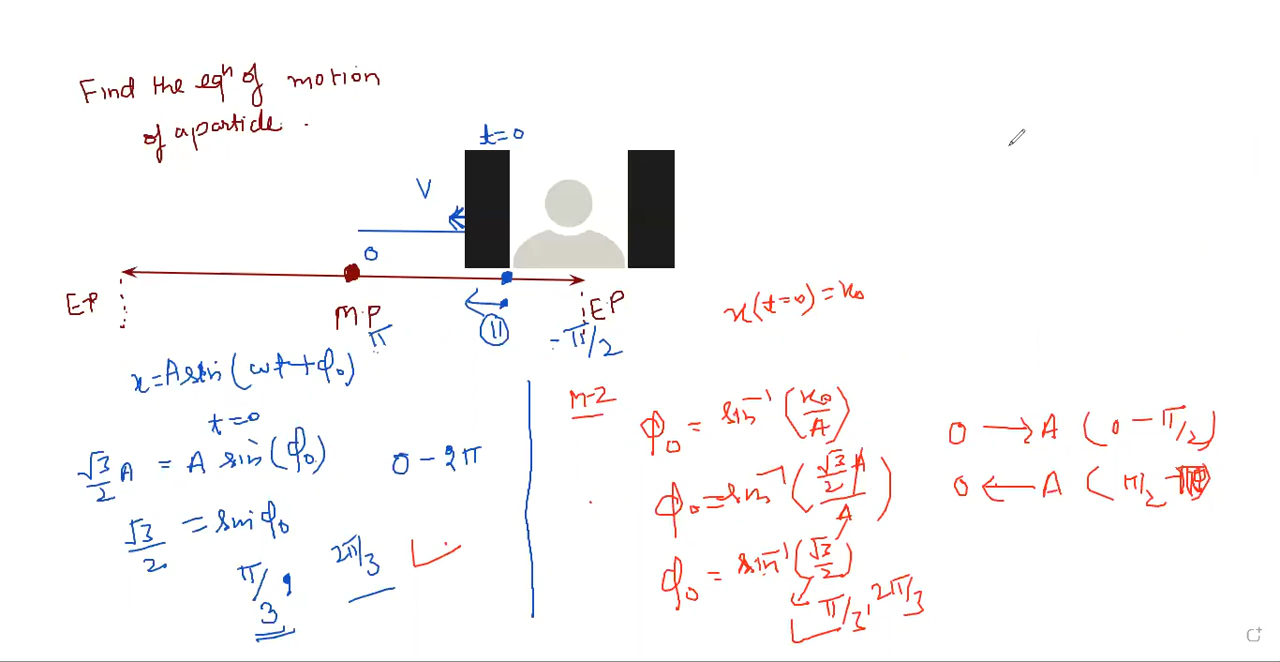 Find the eqⁿ of motion
of a particle.
t=0
V
0
E.P
M.P
π
⑪
E.P
-π/2
x(t=0)=x₀
x=A sin(ωt+φ₀)
t=0
√3/2 A = A sin(φ₀)
0-2π
√3/2 = sin φ₀
π/3,
2π/3
M-2
φ₀ = sin⁻¹(x₀/A)
φ₀ = sin⁻¹(√3/2 A/A)
φ₀ = sin⁻¹(√3/2)
π/3, 2π/3
0 → A (0-π/2)
0 ← A (π/2-